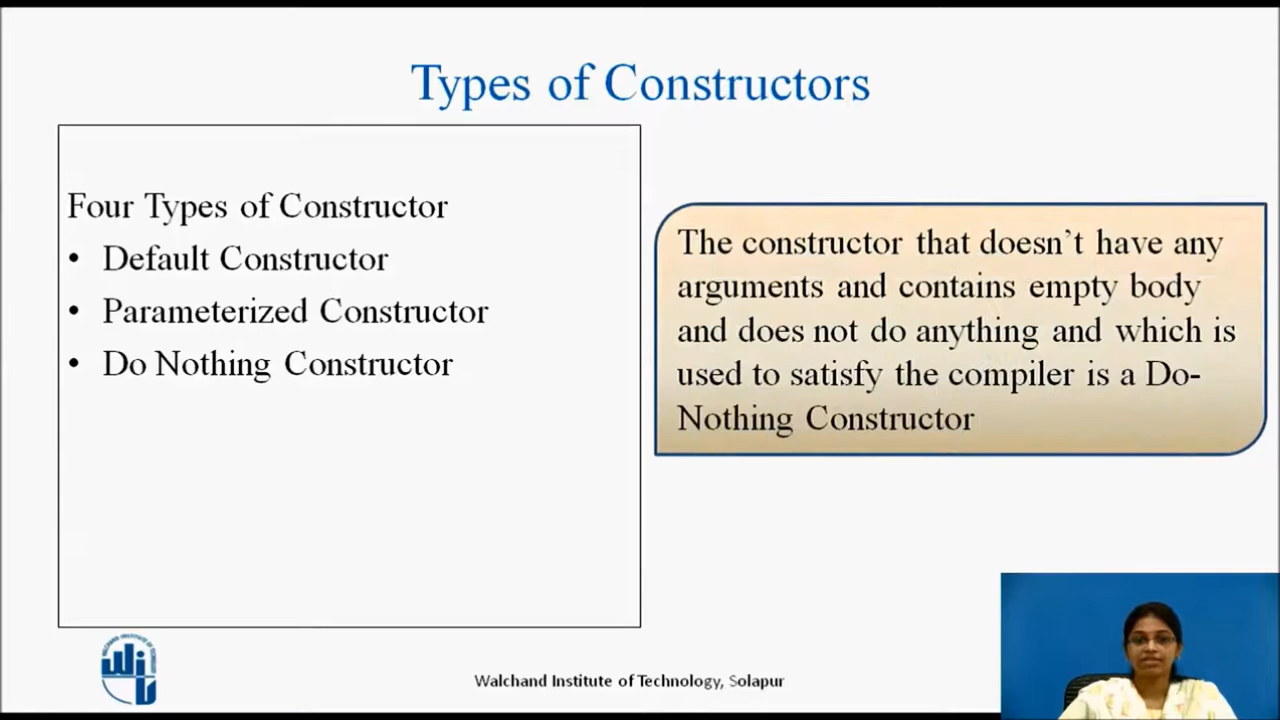 Types of Constructors
Four Types of Constructor
• Default Constructor
• Parameterized Constructor
• Do Nothing Constructor
The constructor that doesn’t have any
arguments and contains empty body
and does not do anything and which is
used to satisfy the compiler is a Do-
Nothing Constructor
Walchand Institute of Technology, Solapur